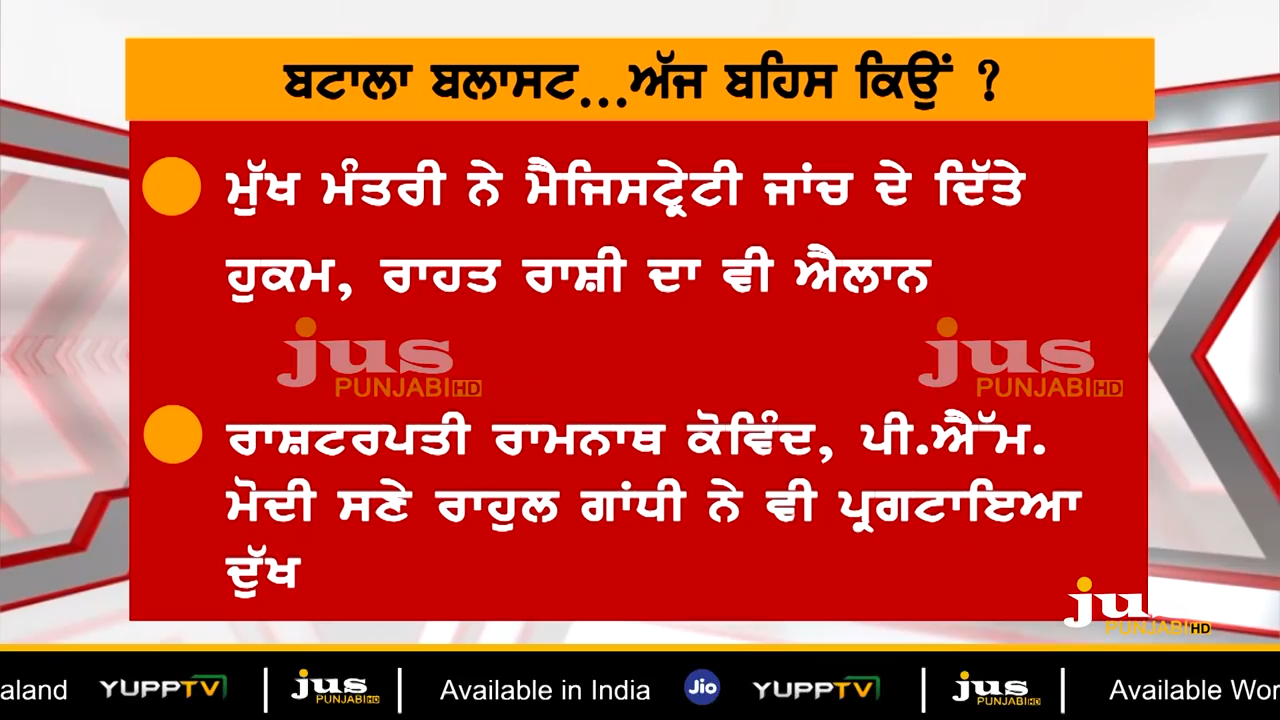 ਬਟਾਲਾ ਬਲਾਸਟ...ਅੱਜ ਬਹਿਸ ਕਿਉਂ ?
ਮੁੱਖ ਮੰਤਰੀ ਨੇ ਮੈਜਿਸਟ੍ਰੇਟੀ ਜਾਂਚ ਦੇ ਦਿੱਤੇ
ਹੁਕਮ, ਰਾਹਤ ਰਾਸ਼ੀ ਦਾ ਵੀ ਐਲਾਨ
jus PUNJABI HD jus PUNJABI HD
ਰਾਸ਼ਟਰਪਤੀ ਰਾਮਨਾਥ ਕੋਵਿੰਦ, ਪੀ.ਐੱਮ.
ਮੋਦੀ ਸਣੇ ਰਾਹੁਲ ਗਾਂਧੀ ਨੇ ਵੀ ਪ੍ਰਗਟਾਇਆ
ਦੁੱਖ
jus PUNJABI HD
aland YUPPTV | jus PUNJABI HD | Available in India Jio YUPPTV | jus PUNJABI HD | Available Wor